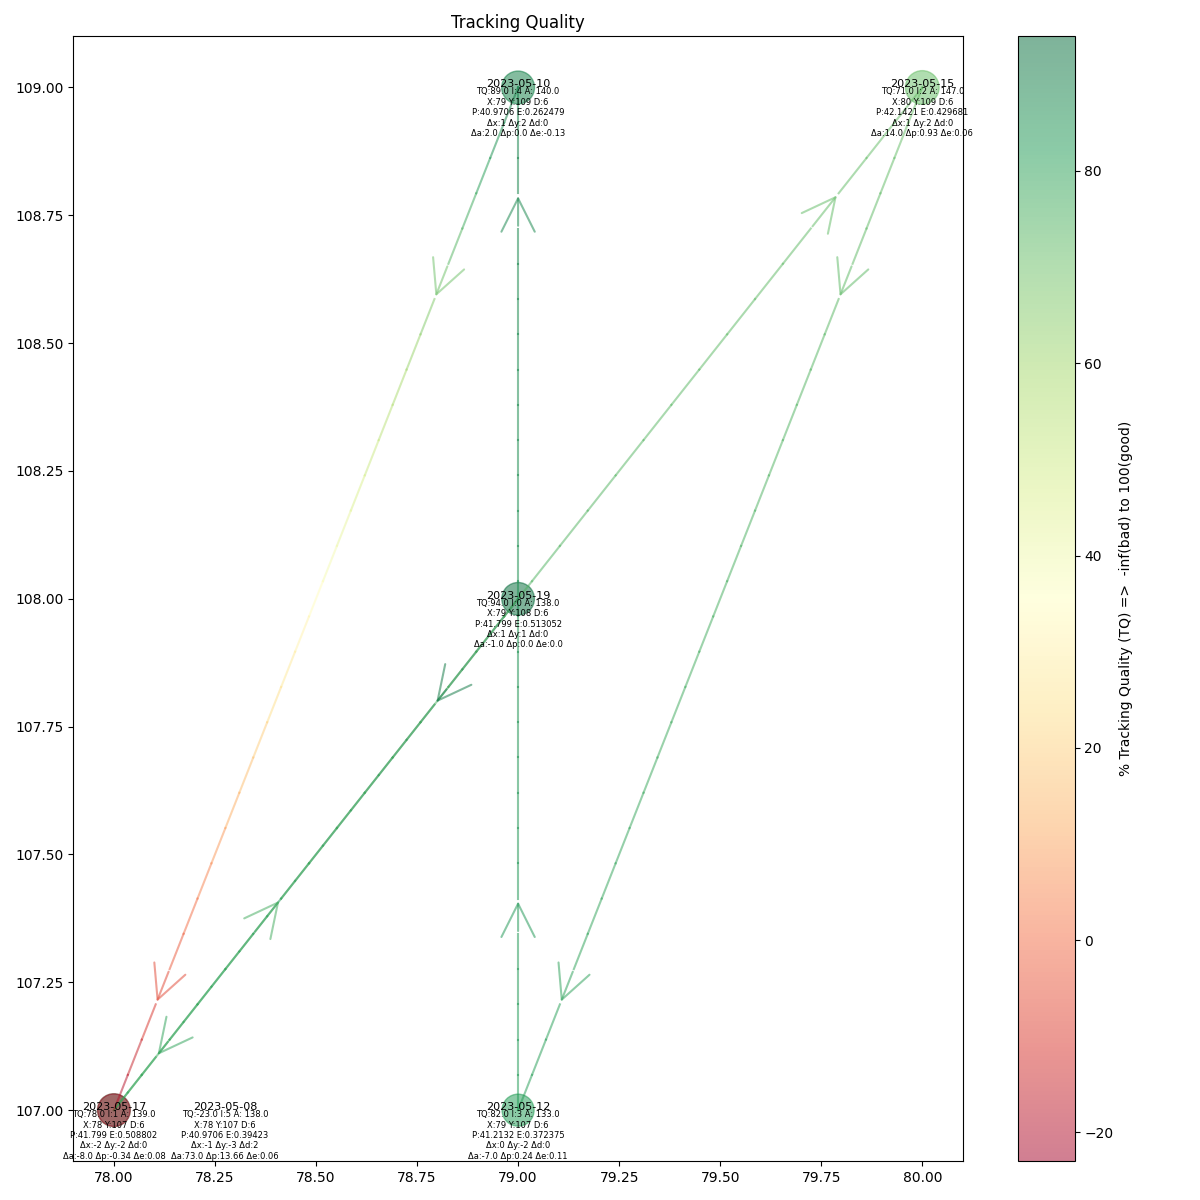 Tracking Quality
109.00
108.75
108.50
108.25
108.00
107.75
107.50
107.25
107.00
2023-05-10
TQ:89.0 I:4 A: 140.0
X:79 Y:109 D:6
P:40.9706 E:0.262479
Δx:1 Δy:2 Δd:0
Δa:2.0 Δp:0.0 Δe:-0.13
2023-05-15
TQ:71.0 I:2 A: 147.0
X:80 Y:109 D:6
P:42.1421 E:0.429681
Δx:1 Δy:2 Δd:0
Δa:14.0 Δp:0.93 Δe:0.06
2023-05-19
TQ:94.0 I:0 A: 138.0
X:79 Y:108 D:6
P:41.799 E:0.513052
Δx:1 Δy:1 Δd:0
Δa:-1.0 Δp:0.0 Δe:0.0
2023-05-17
TQ:78.0 I:1 A: 139.0
X:78 Y:107 D:6
P:41.799 E:0.508802
Δx:-2 Δy:-2 Δd:0
Δa:-8.0 Δp:-0.34 Δe:0.08
2023-05-08
TQ:-23.0 I:5 A: 138.0
X:78 Y:107 D:6
P:40.9706 E:0.39423
Δx:-1 Δy:-3 Δd:2
Δa:73.0 Δp:13.66 Δe:0.06
2023-05-12
TQ:82.0 I:3 A: 133.0
X:79 Y:107 D:6
P:41.2132 E:0.372375
Δx:0 Δy:-2 Δd:0
Δa:-7.0 Δp:0.24 Δe:0.11
78.00
78.25
78.50
78.75
79.00
79.25
79.50
79.75
80.00
80
60
40
20
0
−20
% Tracking Quality (TQ) => -inf(bad) to 100(good)